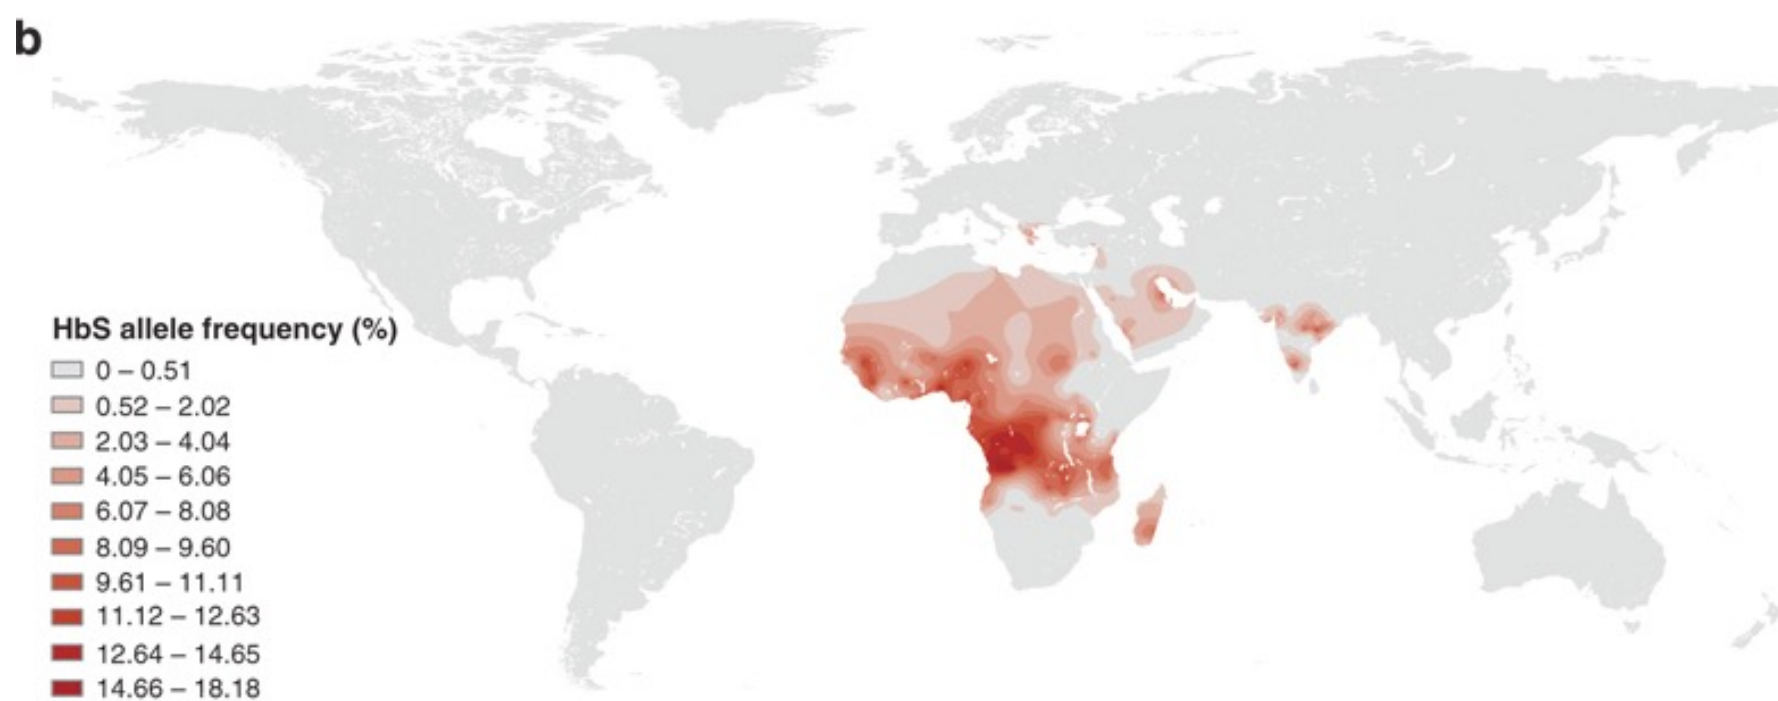 b
HbS allele frequency (%)
0 – 0.51
0.52 – 2.02
2.03 – 4.04
4.05 – 6.06
6.07 – 8.08
8.09 – 9.60
9.61 – 11.11
11.12 – 12.63
12.64 – 14.65
14.66 – 18.18